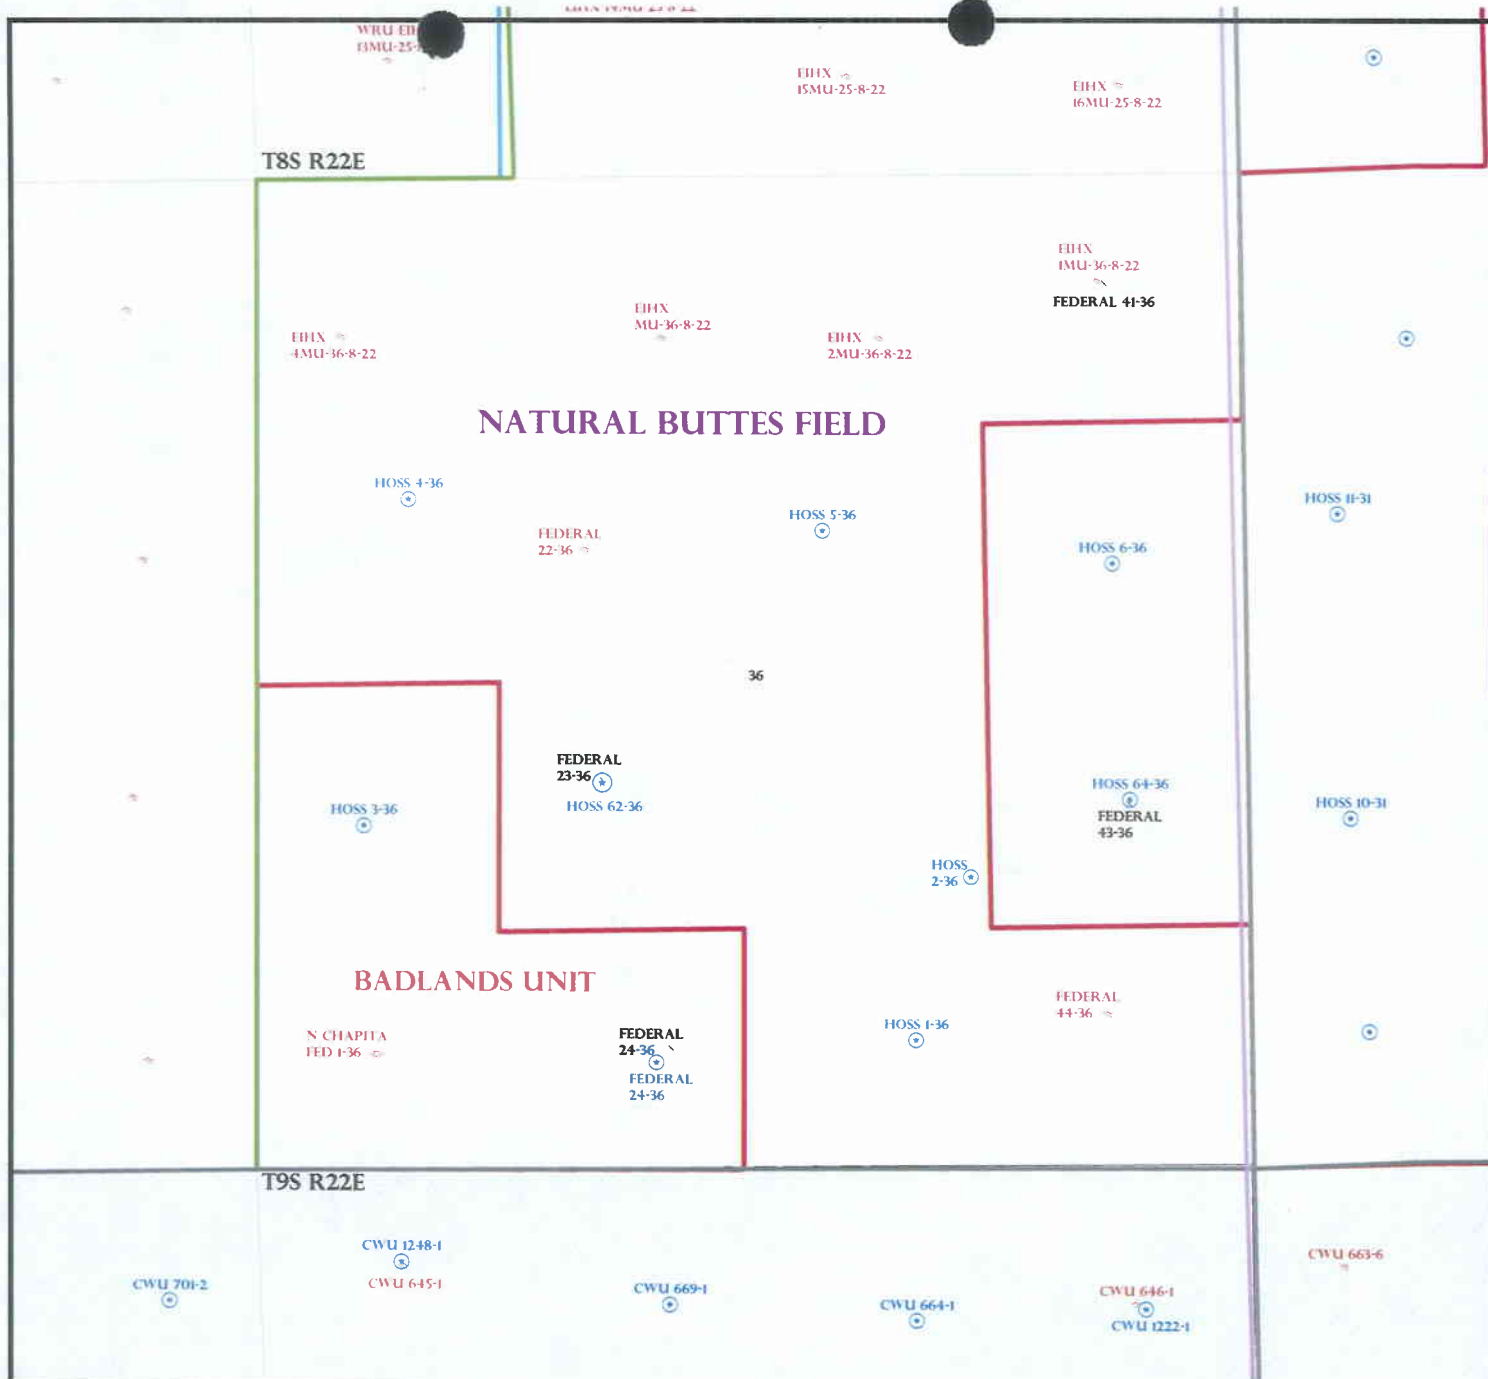 13MU-25-
EIHX
15MU-25-8-22
EIHX
16MU-25-8-22
T8S R22E
EIHX
1MU-36-8-22
FEDERAL 41-36
EIHX
MU-36-8-22
EIHX
4MU-36-8-22
EIHX
2MU-36-8-22
NATURAL BUTTES FIELD
HOSS 4-36
HOSS 5-36
HOSS 11-31
FEDERAL
22-36
HOSS 6-36
36
FEDERAL
23-36
HOSS 62-36
HOSS 3-36
HOSS 64-36
FEDERAL
43-36
HOSS 10-31
HOSS
2-36
BADLANDS UNIT
FEDERAL
44-36
HOSS 1-36
N CHAPITA
FED 1-36
FEDERAL
24-36
FEDERAL
24-36
T9S R22E
CWU 1248-1
CWU 645-1
CWU 701-2
CWU 669-1
CWU 664-1
CWU 646-1
CWU 1222-1
CWU 663-6